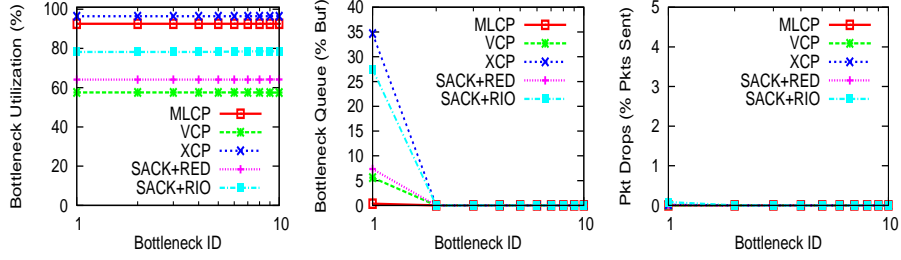 Bottleneck Utilization (%)
100
80
60
40
20
0
MLCP
VCP
XCP
SACK+RED
SACK+RIO
1
10
Bottleneck ID
Bottleneck Queue (% Buf)
40
35
30
25
20
15
10
5
0
MLCP
VCP
XCP
SACK+RED
SACK+RIO
1
10
Bottleneck ID
Pkt Drops (% Pkts Sent)
5
4
3
2
1
0
MLCP
VCP
XCP
SACK+RED
SACK+RIO
1
10
Bottleneck ID